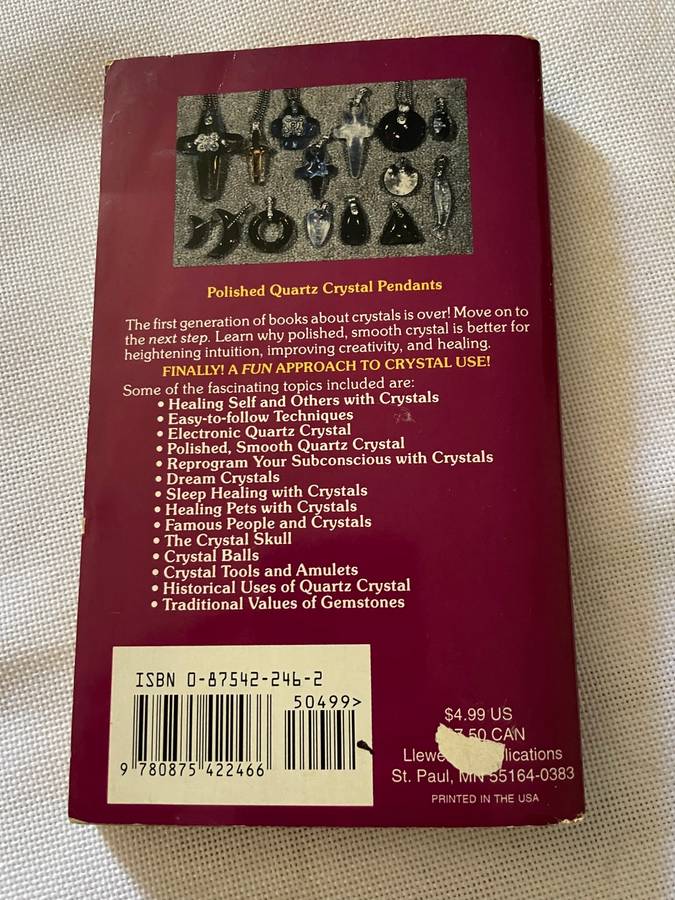 Polished Quartz Crystal Pendants
The first generation of books about crystals is over! Move on to
the next step. Learn why polished, smooth crystal is better for
heightening intuition, improving creativity, and healing.
FINALLY! A FUN APPROACH TO CRYSTAL USE!
Some of the fascinating topics included are:
• Healing Self and Others with Crystals
• Easy-to-follow Techniques
• Electronic Quartz Crystal
• Polished, Smooth Quartz Crystal
• Reprogram Your Subconscious with Crystals
• Dream Crystals
• Sleep Healing with Crystals
• Healing Pets with Crystals
• Famous People and Crystals
• The Crystal Skull
• Crystal Balls
• Crystal Tools and Amulets
• Historical Uses of Quartz Crystal
• Traditional Values of Gemstones
ISBN 0-87542-246-2
50499>
9 780875 422466
$4.99 US
CAN
St. Paul, MN 55164-0383
PRINTED IN THE USA